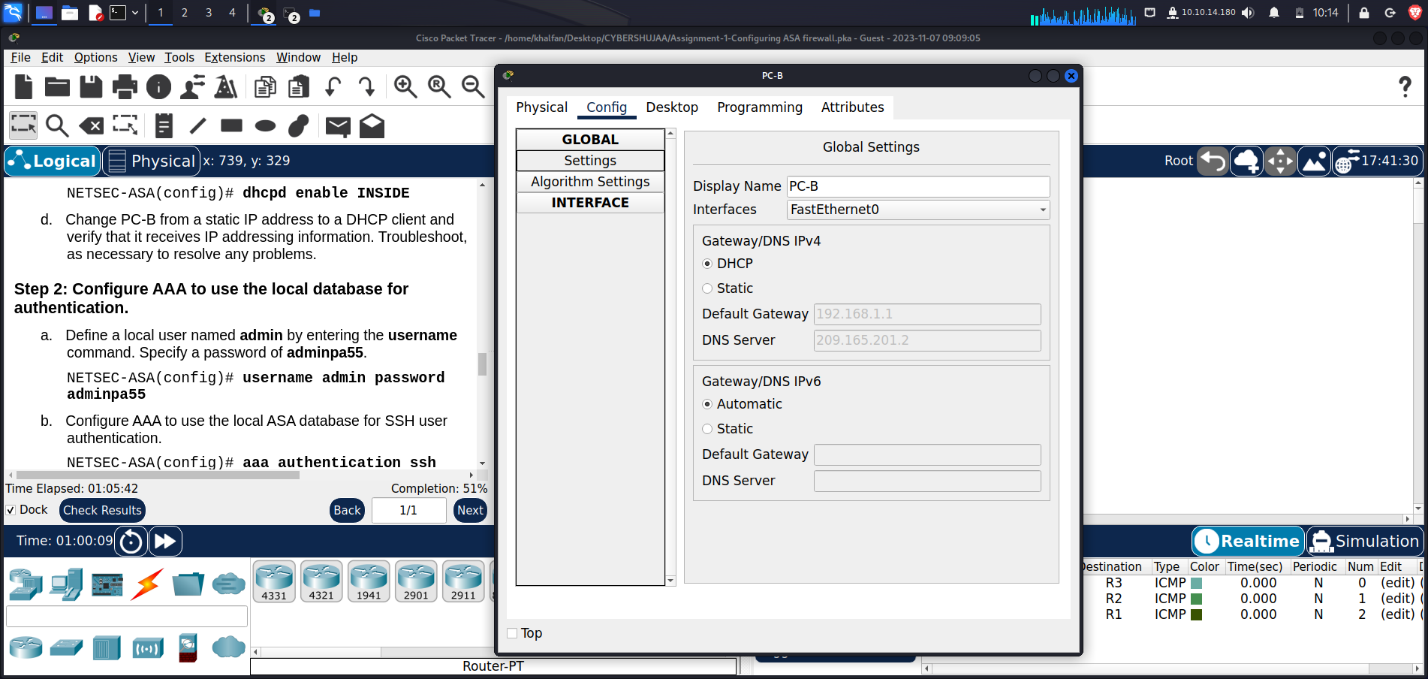 1 2 3 4 2 2 10.10.14.180 10:14
Cisco Packet Tracer - /home/khalfan/Desktop/CYBERSHUJAA/Assignment-1-Configuring ASA firewall.pka - Guest - 2023-11-07 09:09:05
File Edit Options View Tools Extensions Window Help
Logical Physical x: 739, y: 329
Root 17:41:30
NETSEC-ASA(config)# dhcpd enable INSIDE
d. Change PC-B from a static IP address to a DHCP client and
verify that it receives IP addressing information. Troubleshoot,
as necessary to resolve any problems.
Step 2: Configure AAA to use the local database for
authentication.
a. Define a local user named admin by entering the username
command. Specify a password of adminpa55.
NETSEC-ASA(config)# username admin password
adminpa55
b. Configure AAA to use the local ASA database for SSH user
authentication.
NETSEC-ASA(config)# aaa authentication ssh
Time Elapsed: 01:05:42 Completion: 51%
Dock Check Results Back 1/1 Next
Time: 01:00:09
4331 4321 1941 2901 2911
Router-PT
PC-B
Physical Config Desktop Programming Attributes
GLOBAL
Settings
Algorithm Settings
INTERFACE
Global Settings
Display Name PC-B
Interfaces FastEthernet0
Gateway/DNS IPv4
DHCP
Static
Default Gateway 192.168.1.1
DNS Server 209.165.201.2
Gateway/DNS IPv6
Automatic
Static
Default Gateway
DNS Server
Top
Realtime Simulation
Destination Type Color Time(sec) Periodic Num Edit
R3 ICMP 0.000 N 0 (edit)
R2 ICMP 0.000 N 1 (edit)
R1 ICMP 0.000 N 2 (edit)